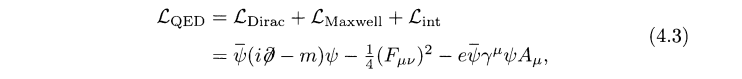 ℒ_QED = ℒ_Dirac + ℒ_Maxwell + ℒ_int
= ψ̄(i∂̸ − m)ψ − ¼(F_μν)² − eψ̄γ^μψA_μ,
(4.3)